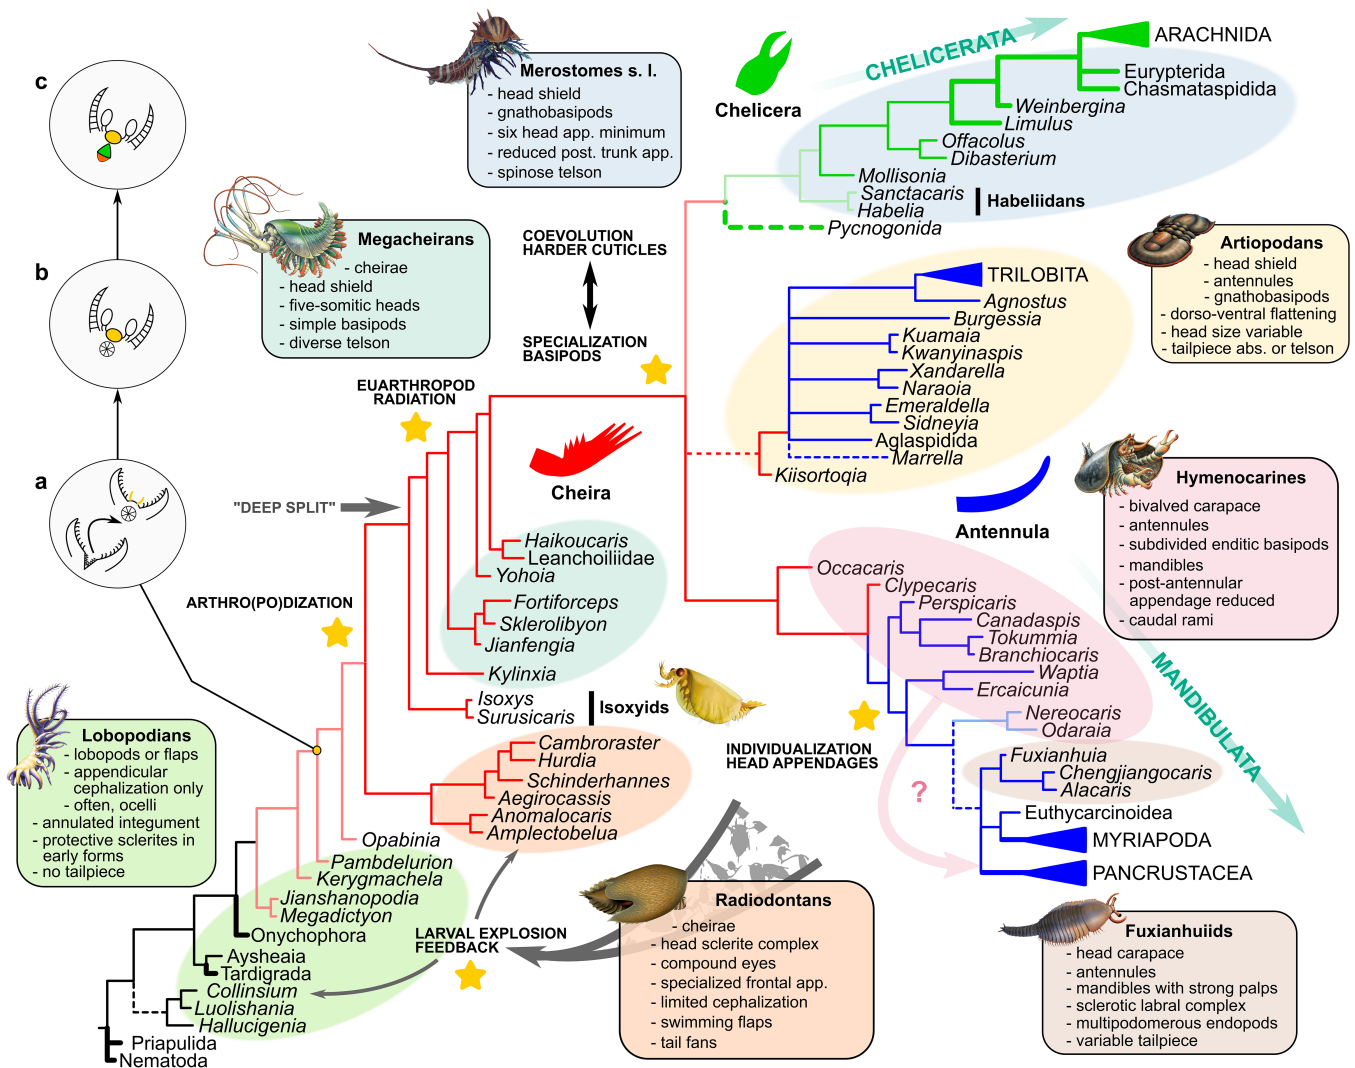 c
b
a
Merostomes s. l.
- head shield
- gnathobasipods
- six head app. minimum
- reduced post. trunk app.
- spinose telson
Megacheirans
- cheirae
- head shield
- five-somitic heads
- simple basipods
- diverse telson
COEVOLUTION
HARDER CUTICLES
SPECIALIZATION
BASIPODS
EUARTHROPOD
RADIATION
"DEEP SPLIT"
ARTHRO(PO)DIZATION
Cheira
Chelicera
CHELICERATA
ARACHNIDA
Eurypterida
Chasmataspidida
Weinbergina
Limulus
Offacolus
Dibasterium
Mollisonia
Sanctacaris
Habelia
Habeliidans
Pycnogonida
Artiopodans
- head shield
- antennules
- gnathobasipods
- dorso-ventral flattening
- head size variable
- tailpiece abs. or telson
TRILOBITA
Agnostus
Burgessia
Kuamaia
Kwanyinaspis
Xandarella
Naraoia
Emeraldella
Sidneyia
Aglaspidida
Marrella
Kiisortoqia
Antennula
Hymenocarines
- bivalved carapace
- antennules
- subdivided enditic basipods
- mandibles
- post-antennular
appendage reduced
- caudal rami
MANDIBULATA
Haikoucaris
Leanchoiliidae
Yohoia
Fortiforceps
Sklerolibyon
Jianfengia
Kylinxia
Isoxys
Surusicaris
Isoxyids
Occacaris
Clypecaris
Perspicaris
Canadaspis
Tokummia
Branchiocaris
Waptia
Ercaicunia
Nereocaris
Odaraia
Fuxianhuia
Chengjiangocaris
Alacaris
Euthycarcinoidea
MYRIAPODA
PANCRUSTACEA
INDIVIDUALIZATION
HEAD APPENDAGES
?
Cambroraster
Hurdia
Schinderhannes
Aegirocassis
Anomalocaris
Amplectobelua
Lobopodians
- lobopods or flaps
- appendicular
cephalization only
- often, ocelli
- annulated integument
- protective sclerites in
early forms
- no tailpiece
Opabinia
Pambdelurion
Kerygmachela
Jianshanopodia
Megadictyon
Onychophora
Aysheaia
Tardigrada
Collinsium
Luolishania
Hallucigenia
Priapulida
Nematoda
LARVAL EXPLOSION
FEEDBACK
Radiodontans
- cheirae
- head sclerite complex
- compound eyes
- specialized frontal app.
- limited cephalization
- swimming flaps
- tail fans
Fuxianhuiids
- head carapace
- antennules
- mandibles with strong palps
- sclerotic labral complex
- multipodomerous endopods
- variable tailpiece